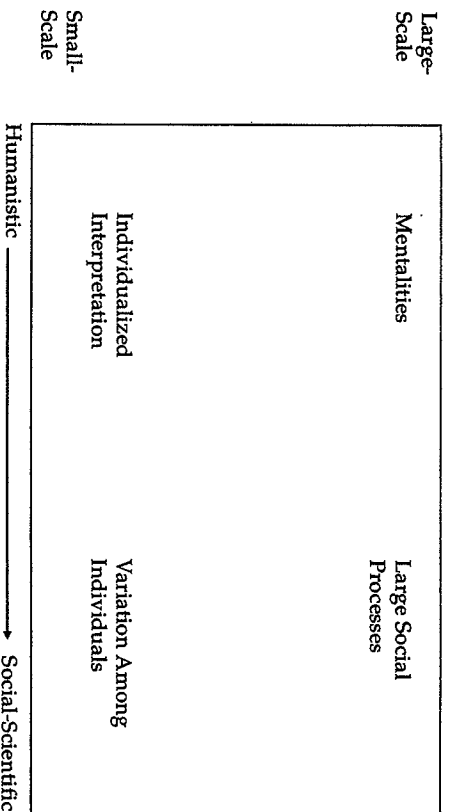 Large-
Scale
Mentalities
Large Social
Processes
Small-
Scale
Individualized
Interpretation
Variation Among
Individuals
Humanistic
Social-Scientific